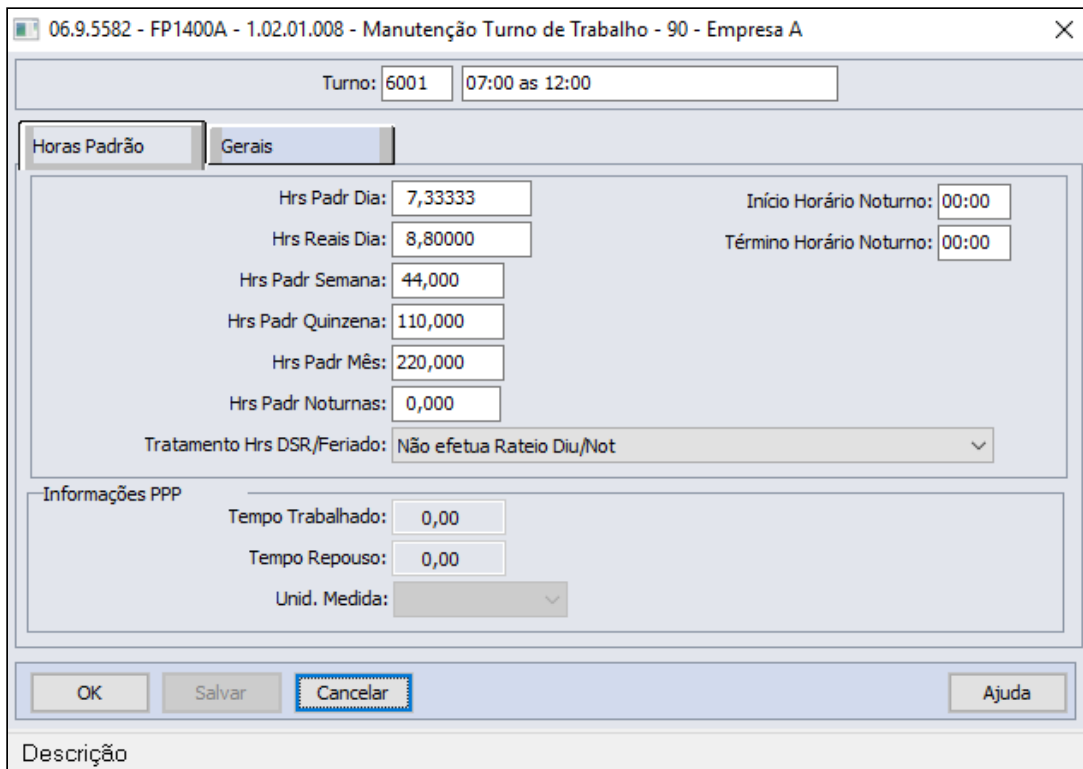 06.9.5582 - FP1400A - 1.02.01.008 - Manutenção Turno de Trabalho - 90 - Empresa A
Turno: 6001 07:00 as 12:00
Horas Padrão Gerais
Hrs Padr Dia: 7,33333 Início Horário Noturno: 00:00
Hrs Reais Dia: 8,80000 Término Horário Noturno: 00:00
Hrs Padr Semana: 44,000
Hrs Padr Quinzena: 110,000
Hrs Padr Mês: 220,000
Hrs Padr Noturnas: 0,000
Tratamento Hrs DSR/Feriado: Não efetua Rateio Diu/Not
Informações PPP
Tempo Trabalhado: 0,00
Tempo Repouso: 0,00
Unid. Medida:
OK Salvar Cancelar Ajuda
Descrição